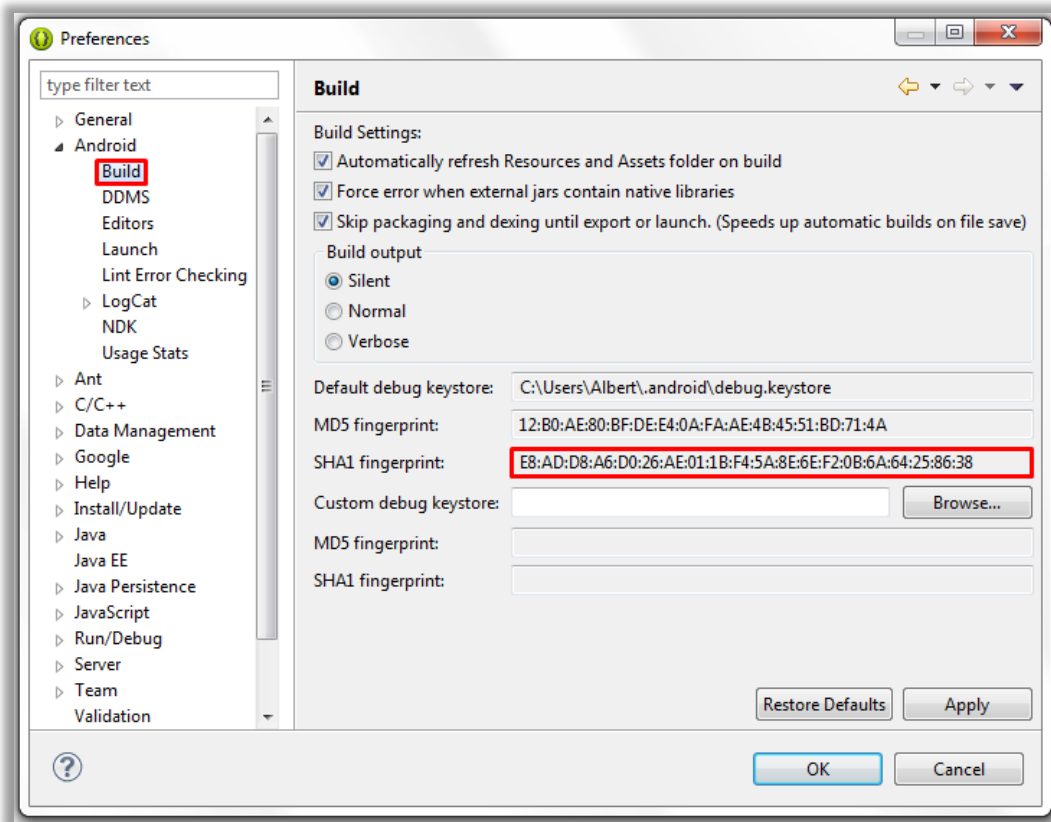 Preferences
type filter text
General
Android
Build
DDMS
Editors
Launch
Lint Error Checking
LogCat
NDK
Usage Stats
Ant
C/C++
Data Management
Google
Help
Install/Update
Java
Java EE
Java Persistence
JavaScript
Run/Debug
Server
Team
Validation
Build
Build Settings:
Automatically refresh Resources and Assets folder on build
Force error when external jars contain native libraries
Skip packaging and dexing until export or launch. (Speeds up automatic builds on file save)
Build output
Silent
Normal
Verbose
Default debug keystore: C:\Users\Albert\.android\debug.keystore
MD5 fingerprint: 12:B0:AE:80:BF:DE:E4:0A:FA:AE:4B:45:51:BD:71:4A
SHA1 fingerprint: E8:AD:D8:A6:D0:26:AE:01:1B:F4:5A:8E:6E:F2:0B:6A:64:25:86:38
Custom debug keystore: Browse...
MD5 fingerprint:
SHA1 fingerprint:
Restore Defaults Apply
? OK Cancel